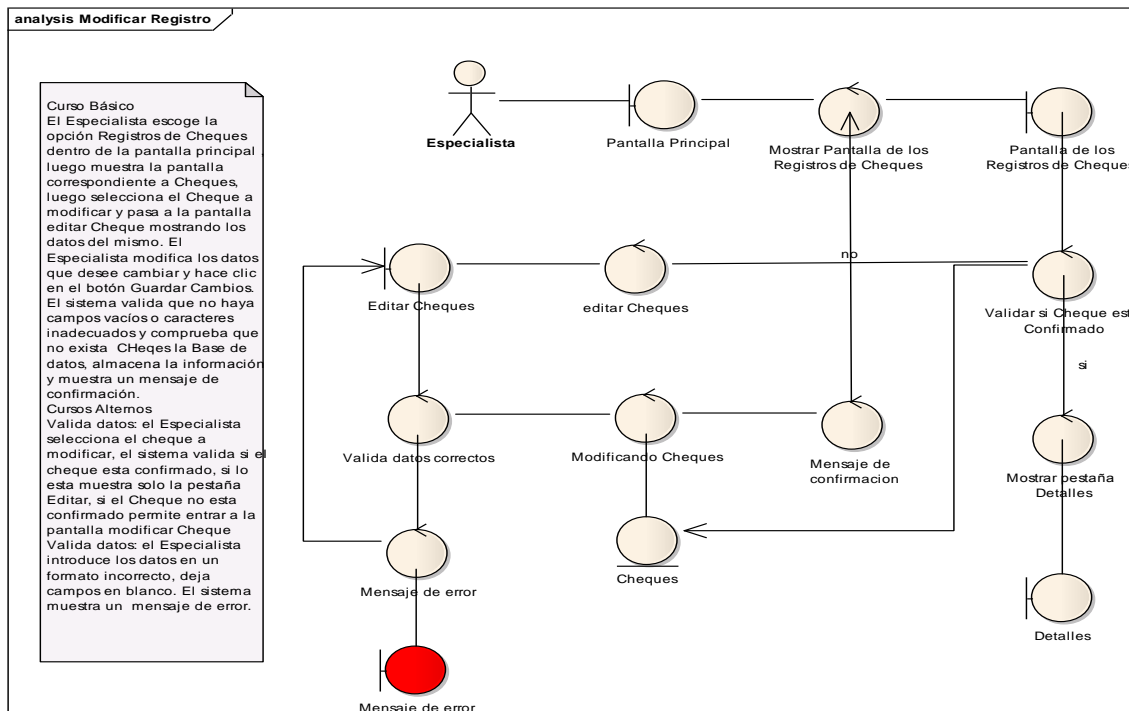 analysis Modificar Registro
Curso Básico
El Especialista escoge la
opción Registros de Cheques
dentro de la pantalla principal ,
luego muestra la pantalla
correspondiente a Cheques,
luego selecciona el Cheque a
modificar y pasa a la pantalla
editar Cheque mostrando los
datos del mismo. El
Especialista modifica los datos
que desee cambiar y hace clic
en el botón Guardar Cambios.
El sistema valida que no haya
campos vacíos o caracteres
inadecuados y comprueba que
no exista CHeqes la Base de
datos, almacena la información
y muestra un mensaje de
confirmación.
Cursos Alternos
Valida datos: el Especialista
selecciona el cheque a
modificar, el sistema valida si el
cheque esta confirmado, si lo
esta muestra solo la pestaña
Editar, si el Cheque no esta
confirmado permite entrar a la
pantalla modificar Cheque
Valida datos: el Especialista
introduce los datos en un
formato incorrecto, deja
campos en blanco. El sistema
muestra un mensaje de error.
Especialista
Pantalla Principal
Mostrar Pantalla de los
Registros de Cheques
Pantalla de los
Registros de Cheques
no
Editar Cheques
editar Cheques
Validar si Cheque est
Confirmado
si
Valida datos correctos
Modificando Cheques
Mensaje de
confirmacion
Mostrar pestaña
Detalles
Mensaje de error
Cheques
Detalles
Mensaje de error